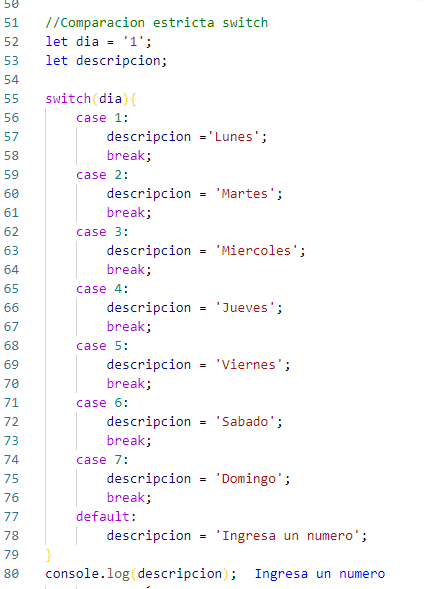 50
51 //Comparacion estricta switch
52 let dia = '1';
53 let descripcion;
54
55 switch(dia){
56 case 1:
57 descripcion ='Lunes';
58 break;
59 case 2:
60 descripcion = 'Martes';
61 break;
62 case 3:
63 descripcion = 'Miercoles';
64 break;
65 case 4:
66 descripcion = 'Jueves';
67 break;
68 case 5:
69 descripcion = 'Viernes';
70 break;
71 case 6:
72 descripcion = 'Sabado';
73 break;
74 case 7:
75 descripcion = 'Domingo';
76 break;
77 default:
78 descripcion = 'Ingresa un numero';
79 }
80 console.log(descripcion); Ingresa un numero